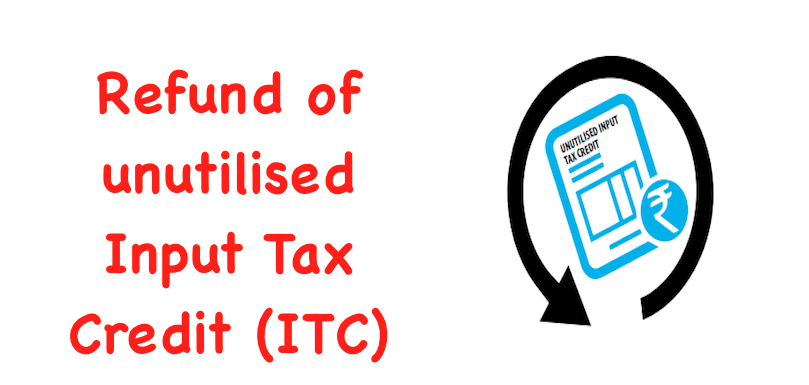 Refund of
unutilised
Input Tax
Credit (ITC)
UNUTILISED INPUT
TAX CREDIT
₹